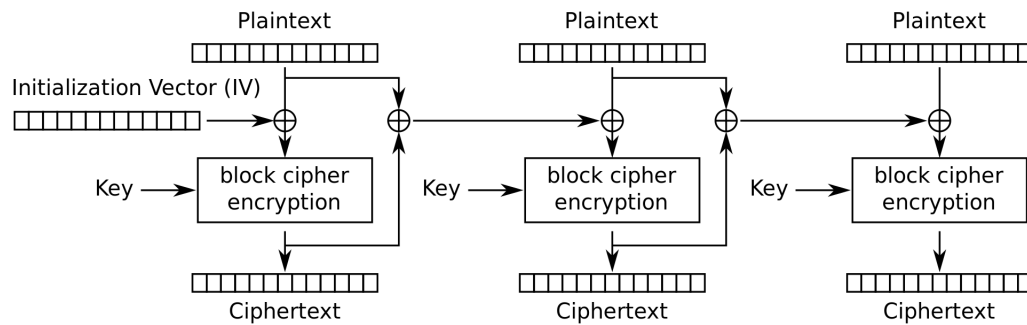 Plaintext
Plaintext
Plaintext
Initialization Vector (IV)
Key
block cipher
encryption
Key
block cipher
encryption
Key
block cipher
encryption
Ciphertext
Ciphertext
Ciphertext